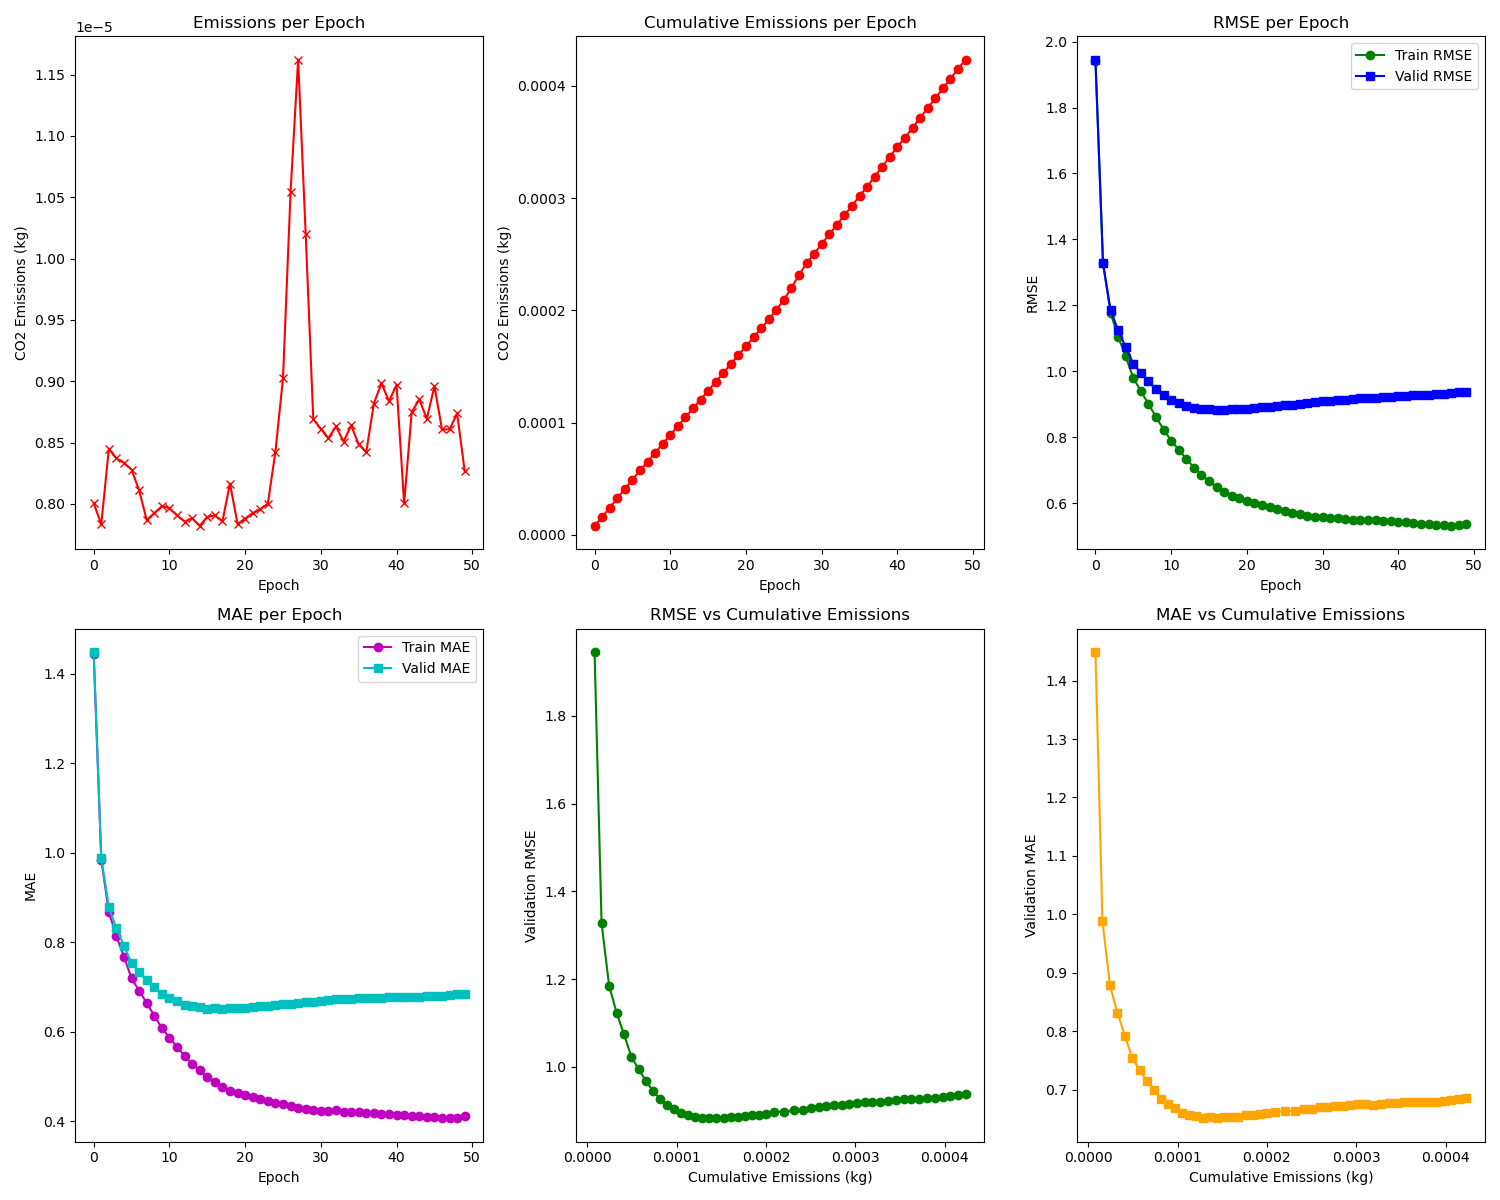 Emissions per Epoch
1e−5
1.15
1.10
1.05
1.00
0.95
0.90
0.85
0.80
CO2 Emissions (kg)
0 10 20 30 40 50
Epoch
Cumulative Emissions per Epoch
0.0004
0.0003
0.0002
0.0001
0.0000
CO2 Emissions (kg)
0 10 20 30 40 50
Epoch
RMSE per Epoch
Train RMSE
Valid RMSE
2.0
1.8
1.6
1.4
1.2
1.0
0.8
0.6
RMSE
0 10 20 30 40 50
Epoch
MAE per Epoch
Train MAE
Valid MAE
1.4
1.2
1.0
0.8
0.6
0.4
MAE
0 10 20 30 40 50
Epoch
RMSE vs Cumulative Emissions
1.8
1.6
1.4
1.2
1.0
Validation RMSE
0.0000 0.0001 0.0002 0.0003 0.0004
Cumulative Emissions (kg)
MAE vs Cumulative Emissions
1.4
1.3
1.2
1.1
1.0
0.9
0.8
0.7
Validation MAE
0.0000 0.0001 0.0002 0.0003 0.0004
Cumulative Emissions (kg)